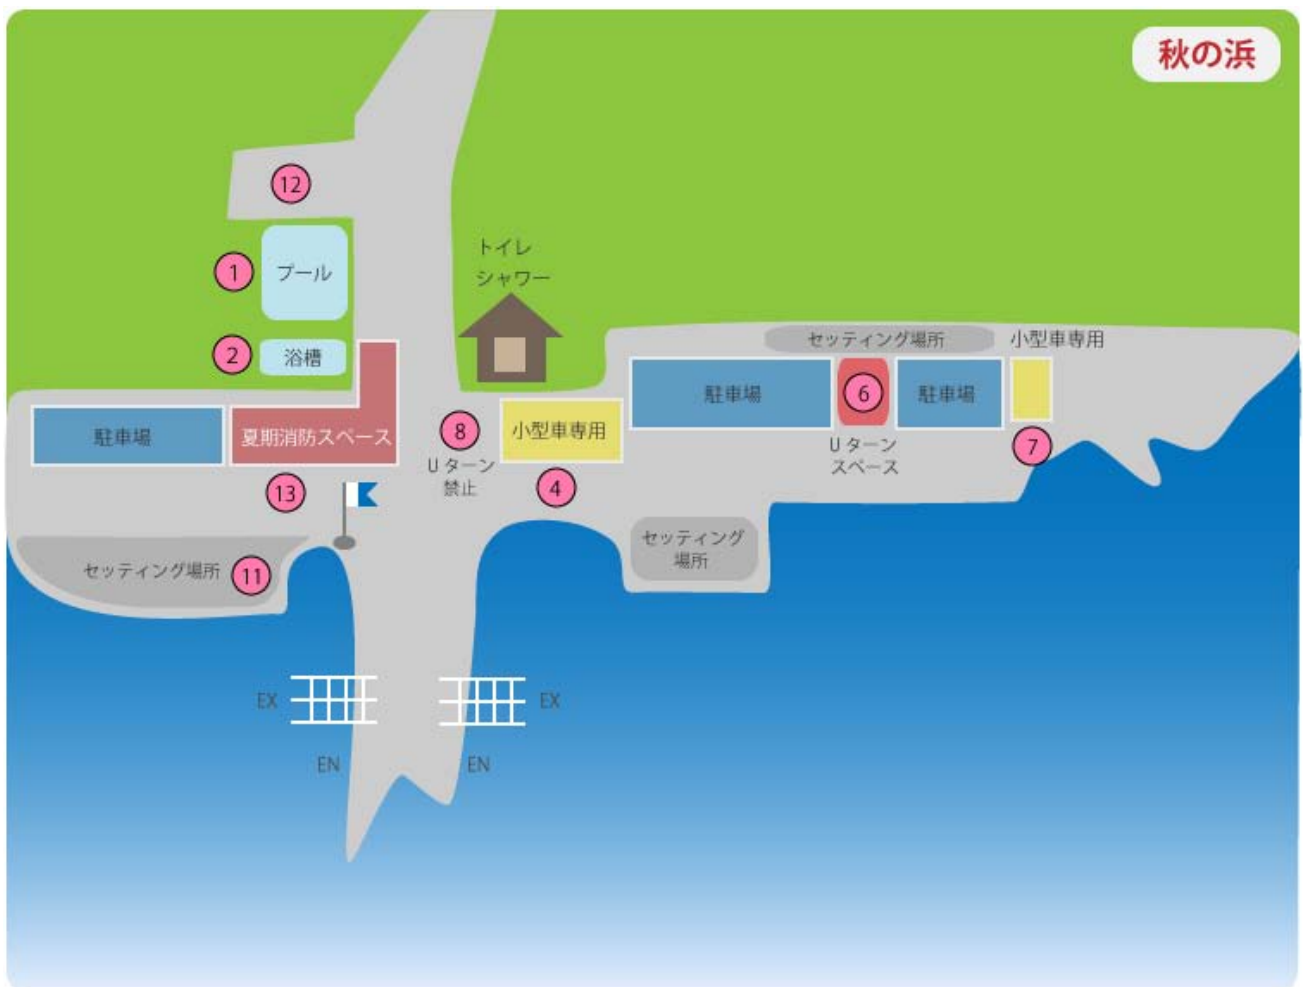 秋の浜
12
トイレ
シャワー
1
プール
2
浴槽
セッティング場所
小型車専用
駐車場
6
駐車場
駐車場
夏期消防スペース
8
小型車専用
Uターン
禁止
Uターン
スペース
7
13
4
セッティング
場所
セッティング場所
11
EX
EX
EN
EN